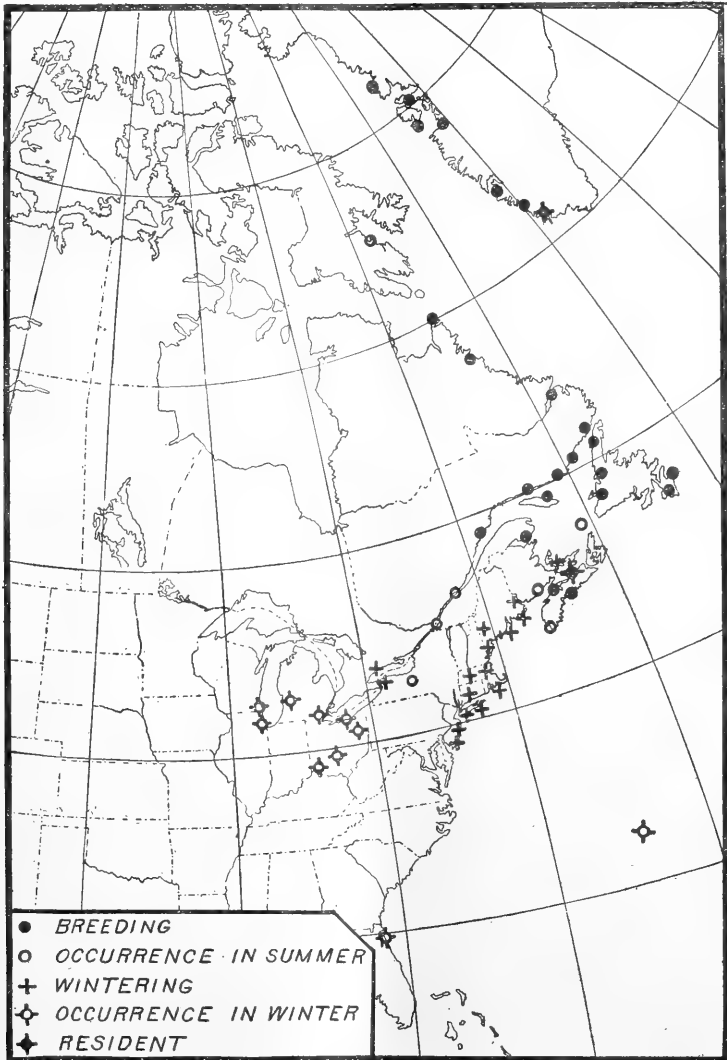 BREEDING
OCCURRENCE IN SUMMER
WINTERING
OCCURRENCE IN WINTER
RESIDENT